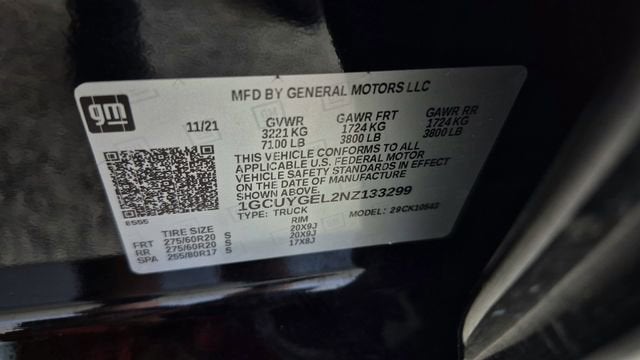 gm
MFD BY GENERAL MOTORS LLC
11/21 GVWR GAWR FRT GAWR RR
3221 KG 1724 KG 1724 KG
7100 LB 3800 LB 3800 LB
THIS VEHICLE CONFORMS TO ALL
APPLICABLE U.S. FEDERAL MOTOR
VEHICLE SAFETY STANDARDS IN EFFECT
ON THE DATE OF MANUFACTURE
SHOWN ABOVE.
1GCUYGEL2NZ133299
TYPE: TRUCK MODEL: 29CK10543
TIRE SIZE RIM
FRT 275/60R20 S 20X9J
RR 275/60R20 S 20X9J
SPA 255/80R17 S 17X8J